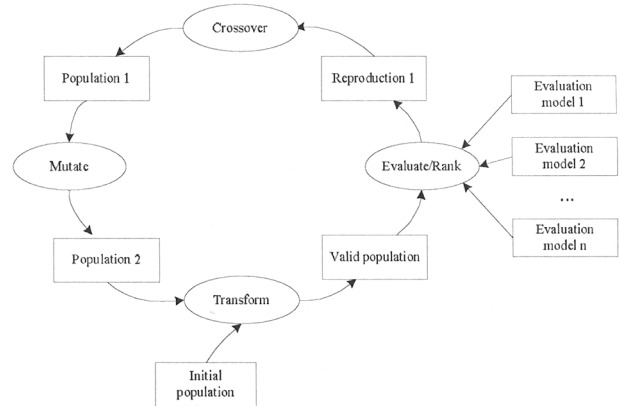 Crossover
Population 1
Reproduction 1
Evaluation
model 1
Mutate
Evaluate/Rank
Evaluation
model 2
...
Evaluation
model n
Population 2
Valid population
Transform
Initial
population